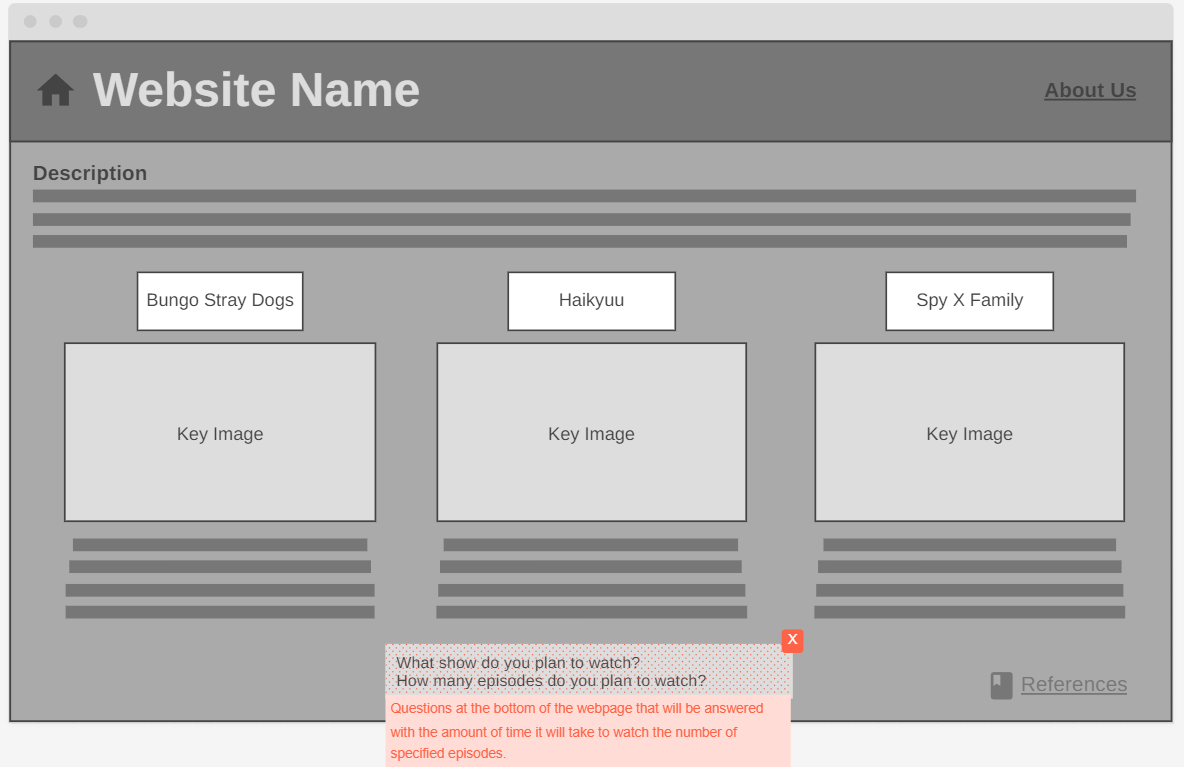 Website Name
About Us
Description
Bungo Stray Dogs
Haikyuu
Spy X Family
Key Image
Key Image
Key Image
X
What show do you plan to watch?
How many episodes do you plan to watch?
References
Questions at the bottom of the webpage that will be answered
with the amount of time it will take to watch the number of
specified episodes.